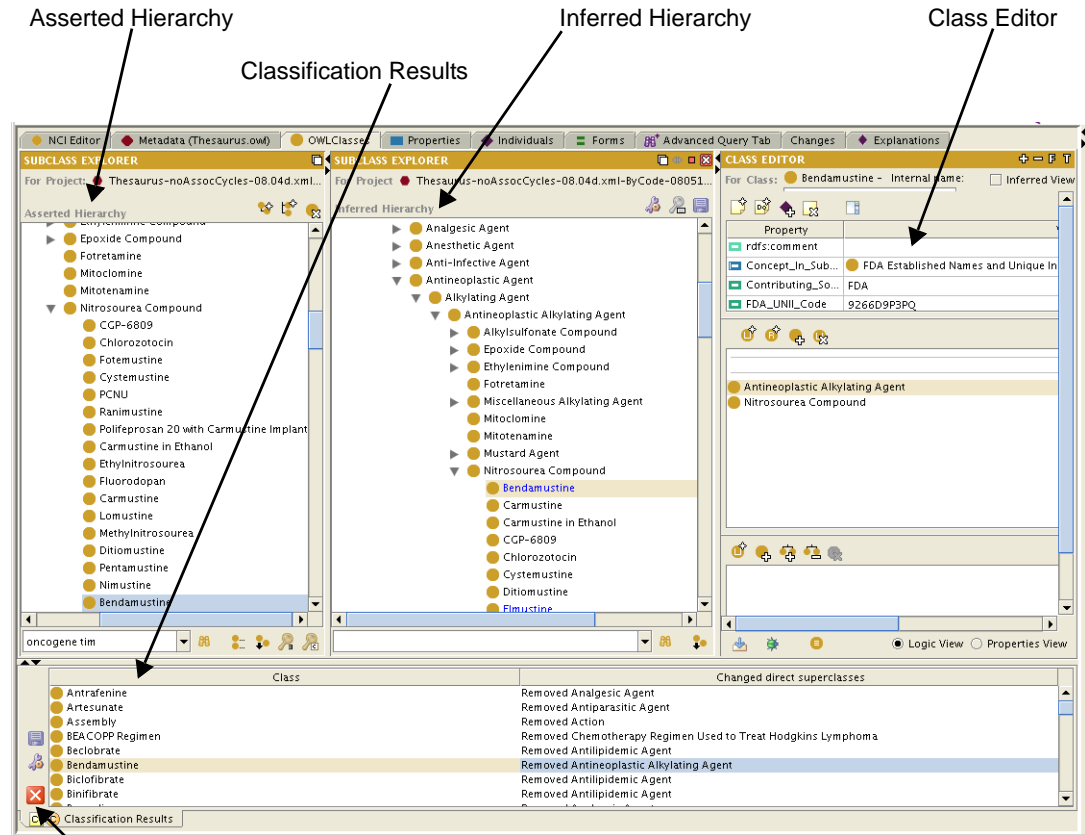 Asserted Hierarchy
Inferred Hierarchy
Class Editor
Classification Results
NCI Editor
Metadata (Thesaurus.owl)
OWLClasses
Properties
Individuals
Forms
Advanced Query Tab
Changes
Explanations
SUBCLASS EXPLORER
For Project: Thesaurus-noAssocCycles-08.04d.xml...
Asserted Hierarchy
Ethylenimine Compound
Epoxide Compound
Fotretamine
Mitoclomine
Mitotenamine
Nitrosourea Compound
CGP-6809
Chlorozotocin
Fotemustine
Cystemustine
PCNU
Ranimustine
Polifeprosan 20 with Carmustine Implant
Carmustine in Ethanol
Ethylnitrosourea
Fluorodopan
Carmustine
Lomustine
Methylnitrosourea
Ditiomustine
Pentamustine
Nimustine
Bendamustine
oncogene tim
SUBCLASS EXPLORER
For Project Thesaurus-noAssocCycles-08.04d.xml-ByCode-08051...
Inferred Hierarchy
Analgesic Agent
Anesthetic Agent
Anti-Infective Agent
Antineoplastic Agent
Alkylating Agent
Antineoplastic Alkylating Agent
Alkylsulfonate Compound
Epoxide Compound
Ethylenimine Compound
Fotretamine
Miscellaneous Alkylating Agent
Mitoclomine
Mitotenamine
Mustard Agent
Nitrosourea Compound
Bendamustine
Carmustine
Carmustine in Ethanol
CGP-6809
Chlorozotocin
Cystemustine
Ditiomustine
Elmustine
CLASS EDITOR
For Class: Bendamustine - Internal name:
Inferred View
Property
rdfs:comment
Concept_In_Sub... FDA Established Names and Unique In
Contributing_So... FDA
FDA_UNII_Code 9266D9P3PQ
Antineoplastic Alkylating Agent
Nitrosourea Compound
Logic View Properties View
Class Changed direct superclasses
Antrafenine Removed Analgesic Agent
Artesunate Removed Antiparasitic Agent
Assembly Removed Action
BEACOPP Regimen Removed Chemotherapy Regimen Used to Treat Hodgkins Lymphoma
Beclobrate Removed Antilipidemic Agent
Bendamustine Removed Antineoplastic Alkylating Agent
Biclofibrate Removed Antilipidemic Agent
Binifibrate Removed Antilipidemic Agent
Classification Results